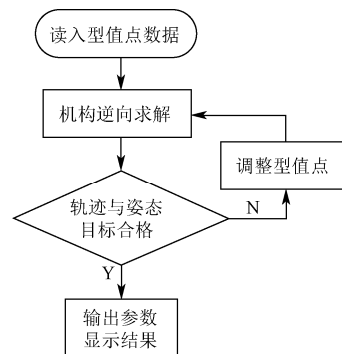 读入型值点数据
机构逆向求解
调整型值点
轨迹与姿态
目标合格
N
Y
输出参数
显示结果